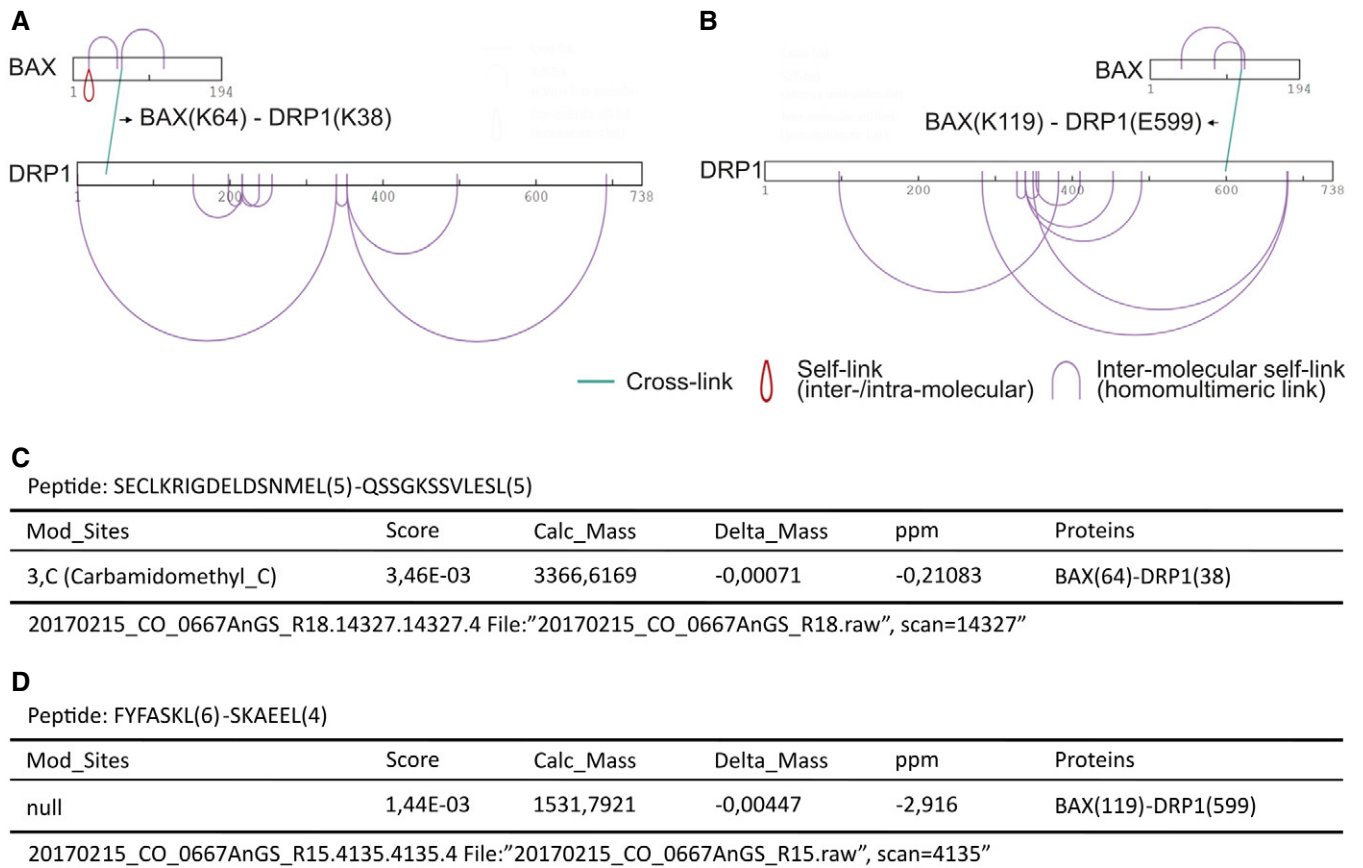 A
BAX
1
194
BAX(K64) - DRP1(K38)
DRP1
1
200
400
600
738
B
BAX
1
194
BAX(K119) - DRP1(E599)
DRP1
1
200
400
600
738
Cross-link
Self-link
(inter-/intra-molecular)
Inter-molecular self-link
(homomultimeric link)
C
Peptide: SECLKRIGDELDSNMEL(5)-QSSGKSSVLESL(5)
Mod_Sites Score Calc_Mass Delta_Mass ppm Proteins
3,C (Carbamidomethyl_C) 3,46E-03 3366,6169 -0,00071 -0,21083 BAX(64)-DRP1(38)
20170215_CO_0667AnGS_R18.14327.14327.4 File:”20170215_CO_0667AnGS_R18.raw”, scan=14327”
D
Peptide: FYFASKL(6)-SKAEEL(4)
Mod_Sites Score Calc_Mass Delta_Mass ppm Proteins
null 1,44E-03 1531,7921 -0,00447 -2,916 BAX(119)-DRP1(599)
20170215_CO_0667AnGS_R15.4135.4135.4 File:”20170215_CO_0667AnGS_R15.raw”, scan=4135”